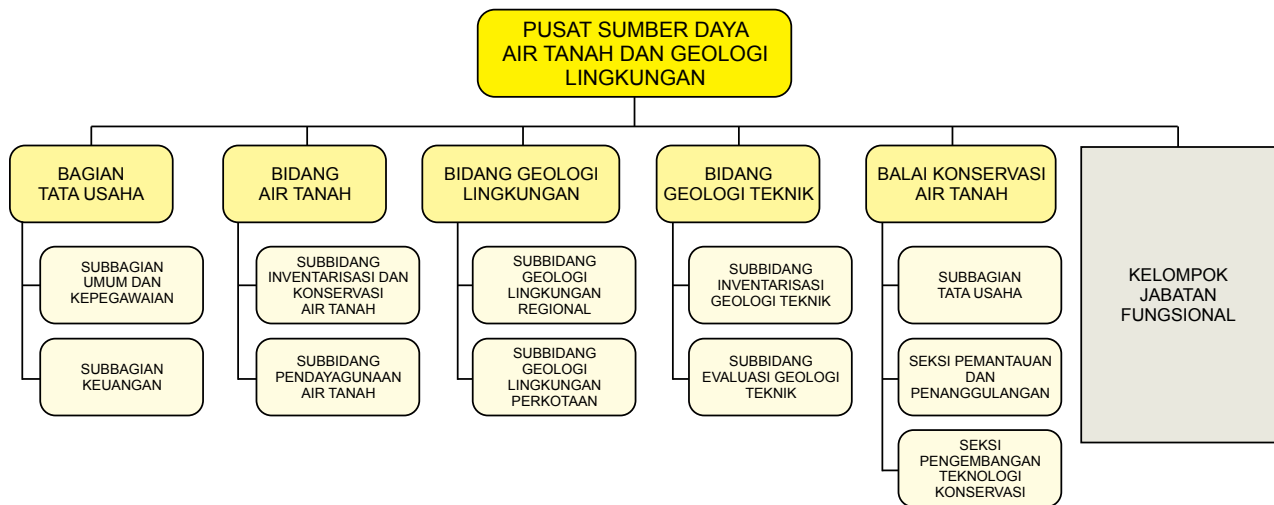 PUSAT SUMBER DAYA
AIR TANAH DAN GEOLOGI
LINGKUNGAN
BAGIAN
TATA USAHA
SUBBAGIAN
UMUM DAN
KEPEGAWAIAN
SUBBAGIAN
KEUANGAN
BIDANG
AIR TANAH
SUBBIDANG
INVENTARISASI DAN
KONSERVASI
AIR TANAH
SUBBIDANG
PENDAYAGUNAAN
AIR TANAH
BIDANG GEOLOGI
LINGKUNGAN
SUBBIDANG
GEOLOGI
LINGKUNGAN
REGIONAL
SUBBIDANG
GEOLOGI
LINGKUNGAN
PERKOTAAN
BIDANG
GEOLOGI TEKNIK
SUBBIDANG
INVENTARISASI
GEOLOGI TEKNIK
SUBBIDANG
EVALUASI GEOLOGI
TEKNIK
BALAI KONSERVASI
AIR TANAH
SUBBAGIAN
TATA USAHA
SEKSI PEMANTAUAN
DAN
PENANGGULANGAN
SEKSI
PENGEMBANGAN
TEKNOLOGI
KONSERVASI
KELOMPOK
JABATAN
FUNGSIONAL